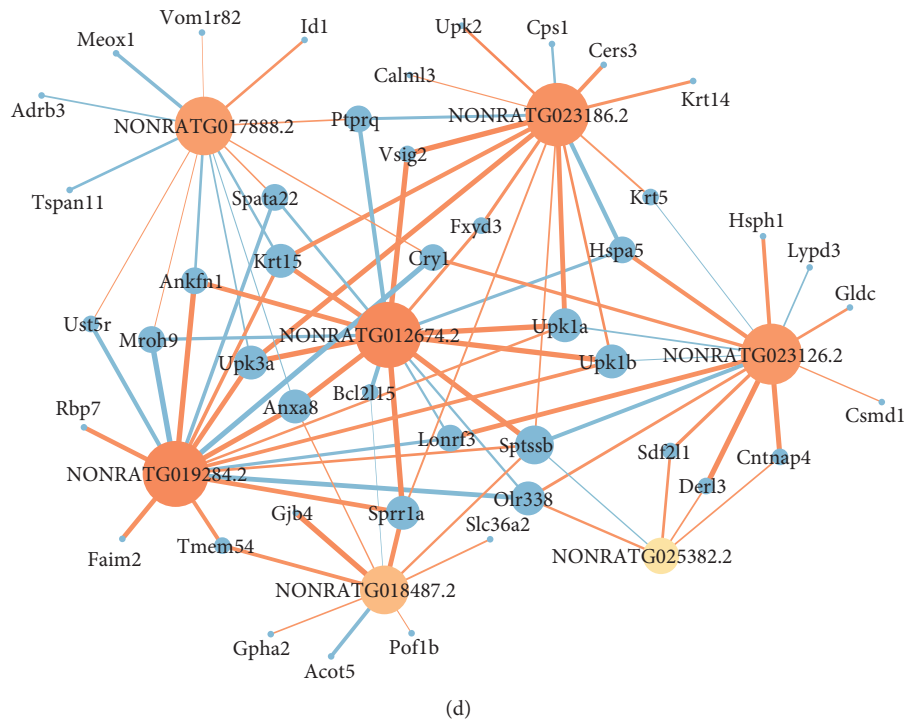 Vom1r82
Id1
Meox1
Upk2
Cps1
Cers3
Calml3
Krt14
Adrb3
NONRATG017888.2
Ptprq
NONRATG023186.2
Vsig2
Tspan11
Spata22
Krt5
Fxyd3
Hsph1
Krt15
Cry1
Hspa5
Lypd3
Ankfn1
Gldc
Ust5r
Mroh9
NONRATG012674.2
Upk1a
NONRATG023126.2
Upk3a
Upk1b
Bcl2l15
Rbp7
Anxa8
Csmd1
Lonrf3
Sptssb
Sdf2l1
Cntnap4
NONRATG019284.2
Derl3
Olr338
Gjb4
Sprr1a
Slc36a2
Faim2
Tmem54
NONRATG025382.2
NONRATG018487.2
Gpha2
Pof1b
Acot5
(d)